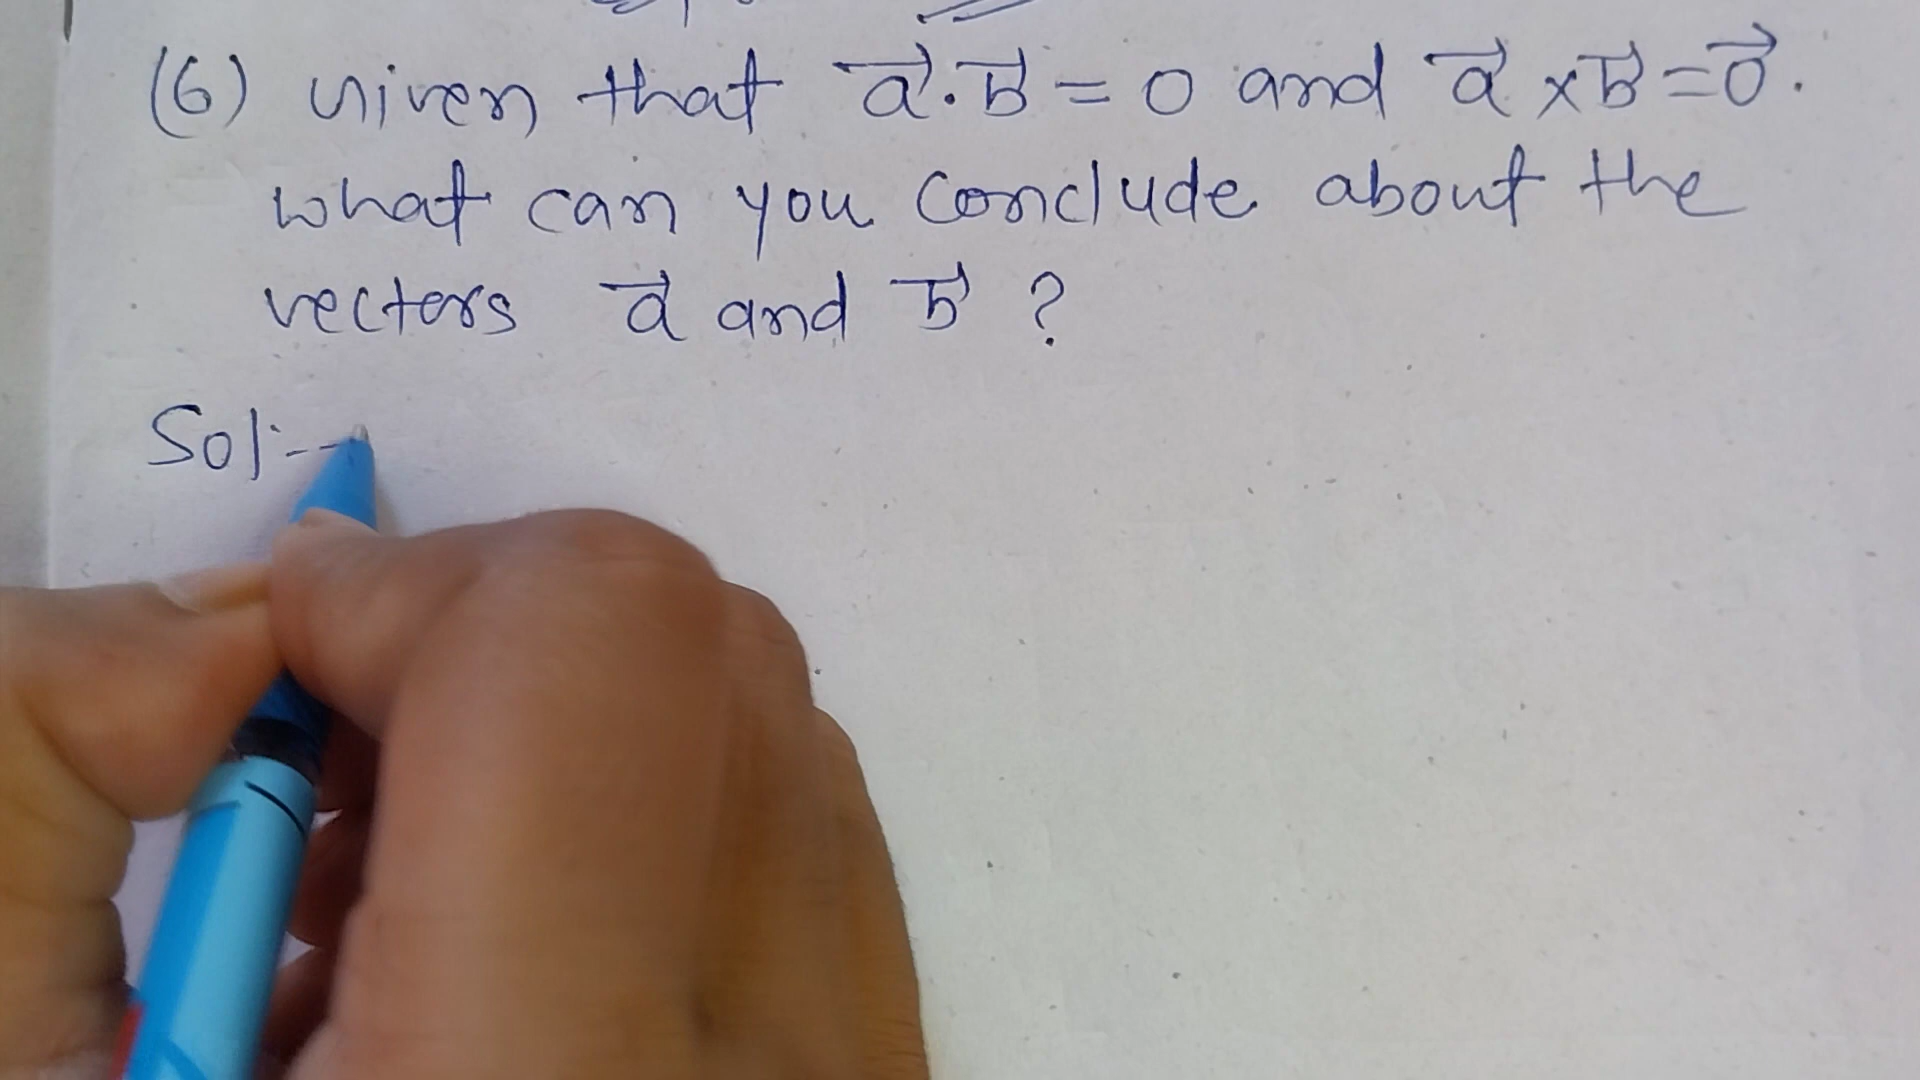 (6) Given that a⃗.b⃗ = 0 and a⃗ × b⃗ = 0⃗.
what can you conclude about the
vectors a⃗ and b⃗ ?
Sol:-